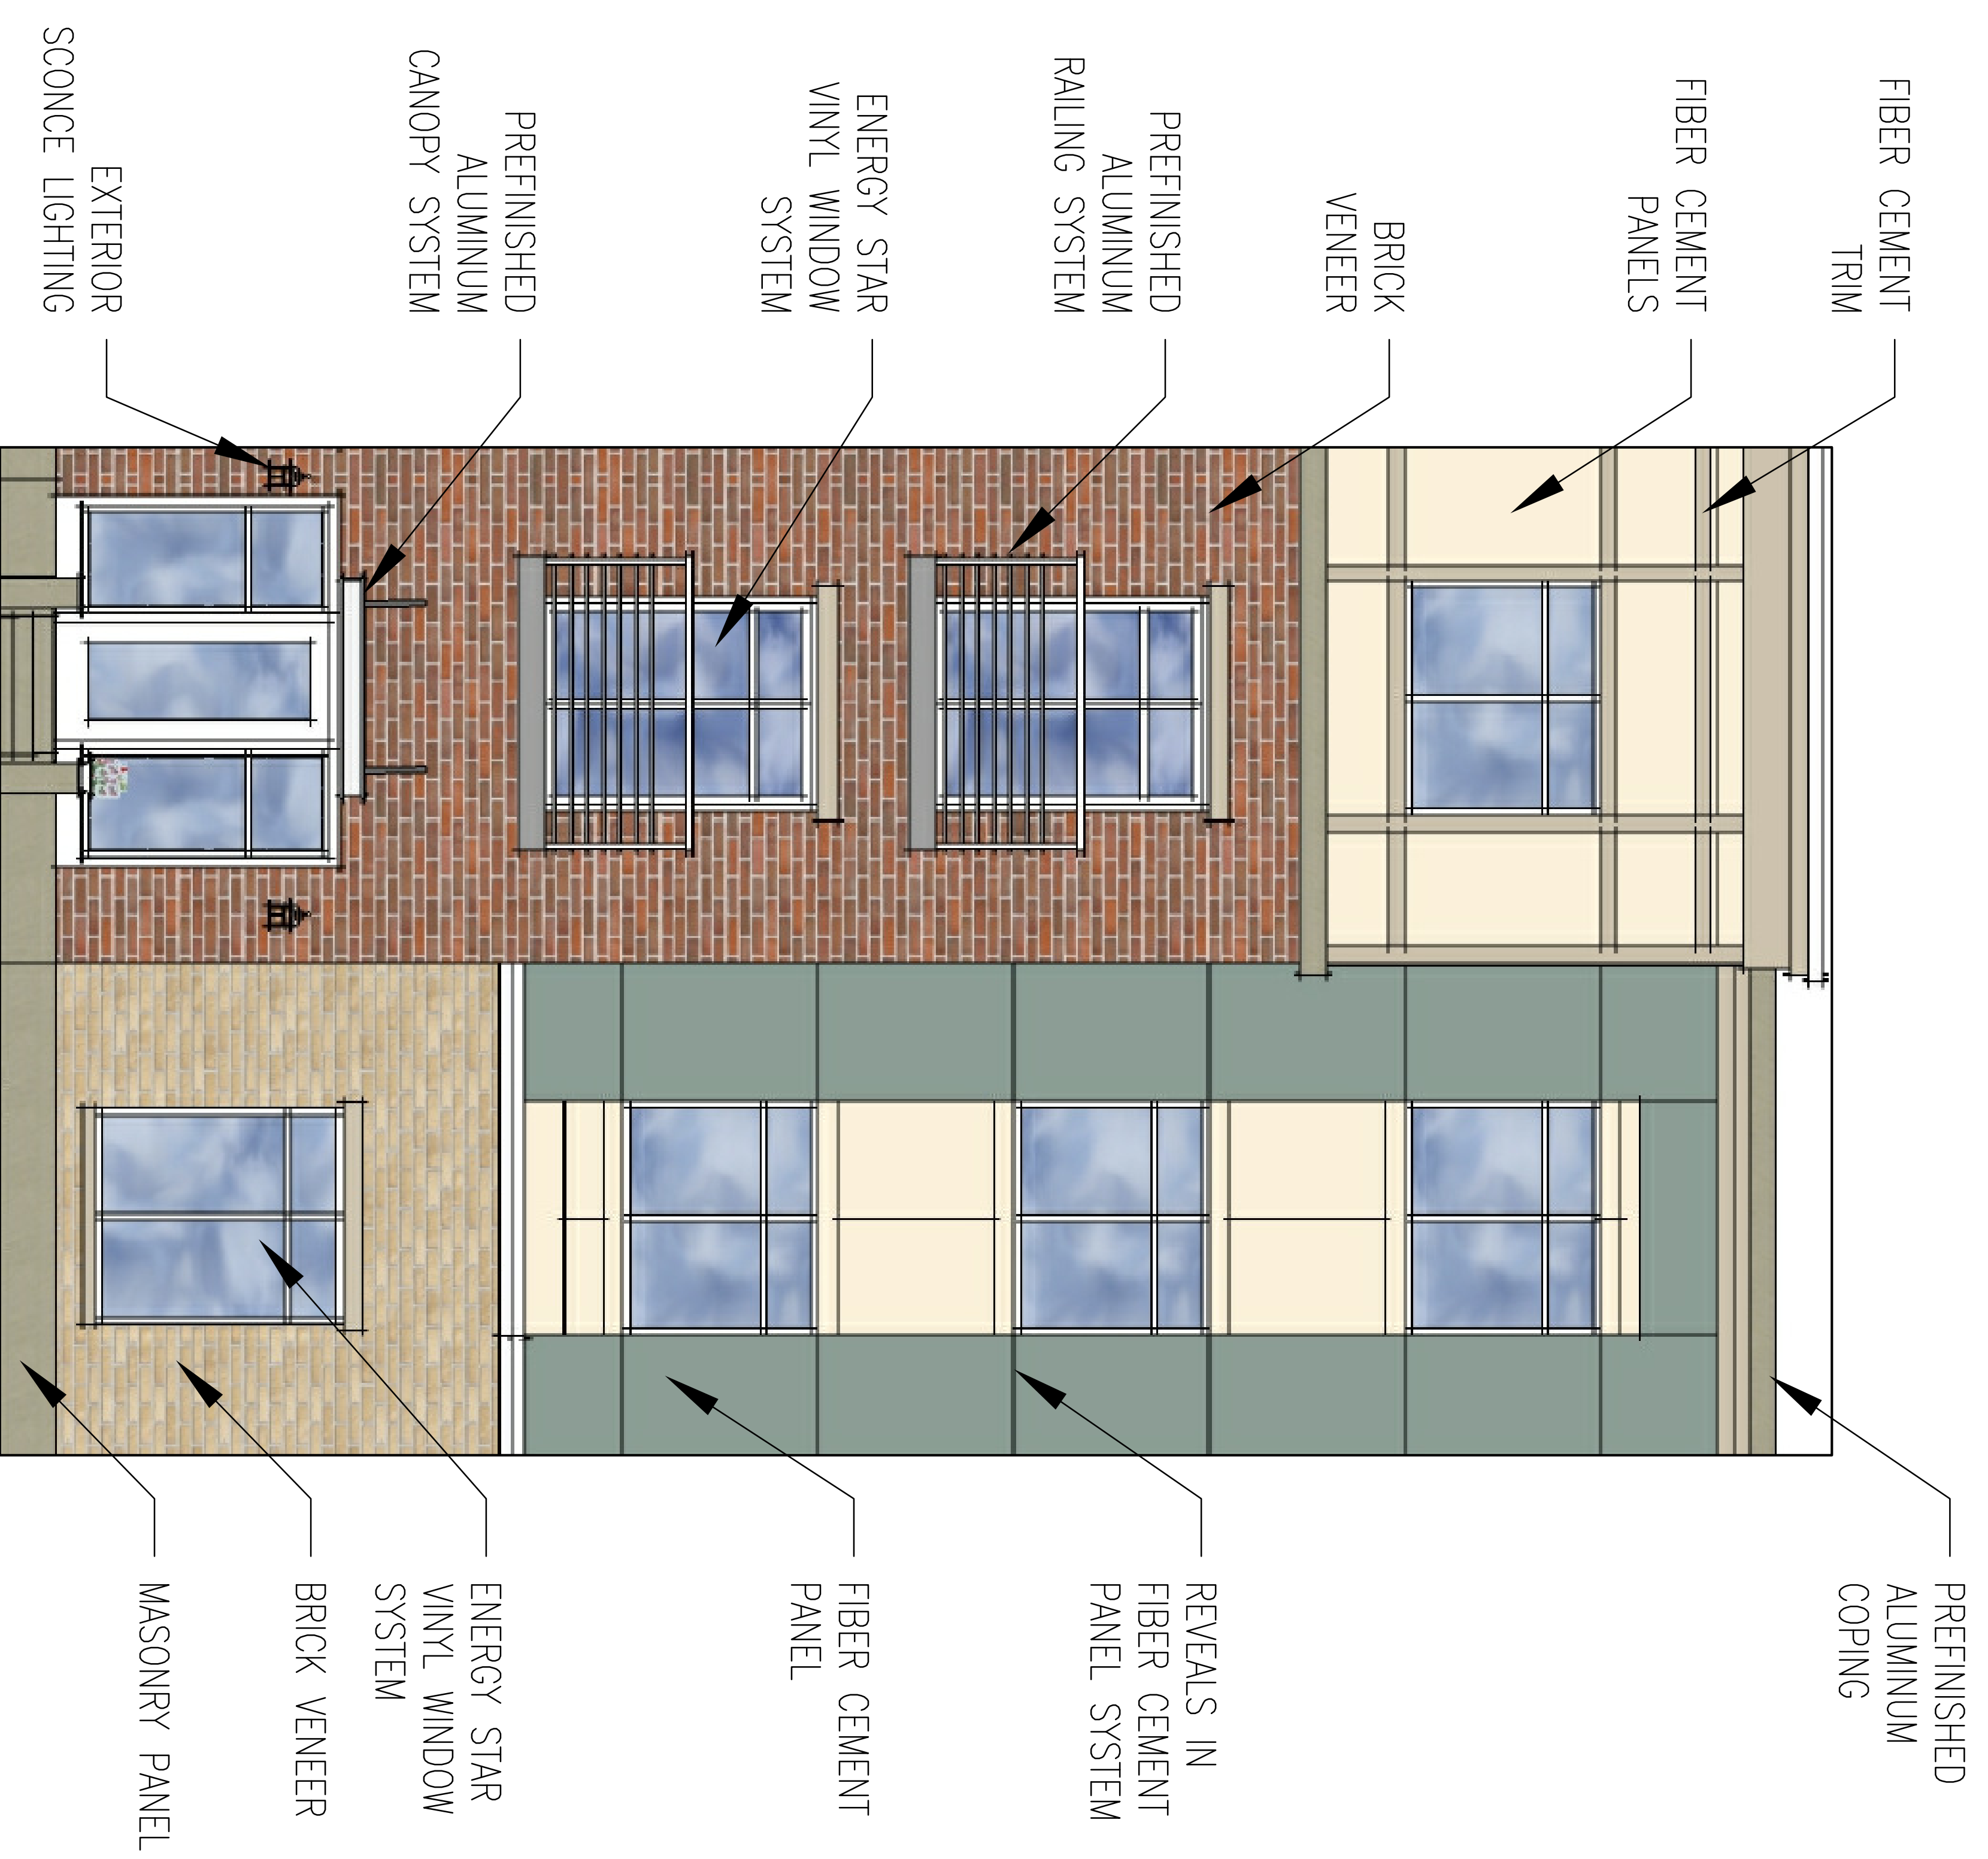 FIBER CEMENT
TRIM
FIBER CEMENT
PANELS
BRICK
VENEER
PREFINISHED
ALUMINUM
RAILING SYSTEM
ENERGY STAR
VINYL WINDOW
SYSTEM
PREFINISHED
ALUMINUM
CANOPY SYSTEM
EXTERIOR
SCONCE LIGHTING
PREFINISHED
ALUMINUM
COPING
REVEALS IN
FIBER CEMENT
PANEL SYSTEM
FIBER CEMENT
PANEL
ENERGY STAR
VINYL WINDOW
SYSTEM
BRICK VENEER
MASONRY PANEL